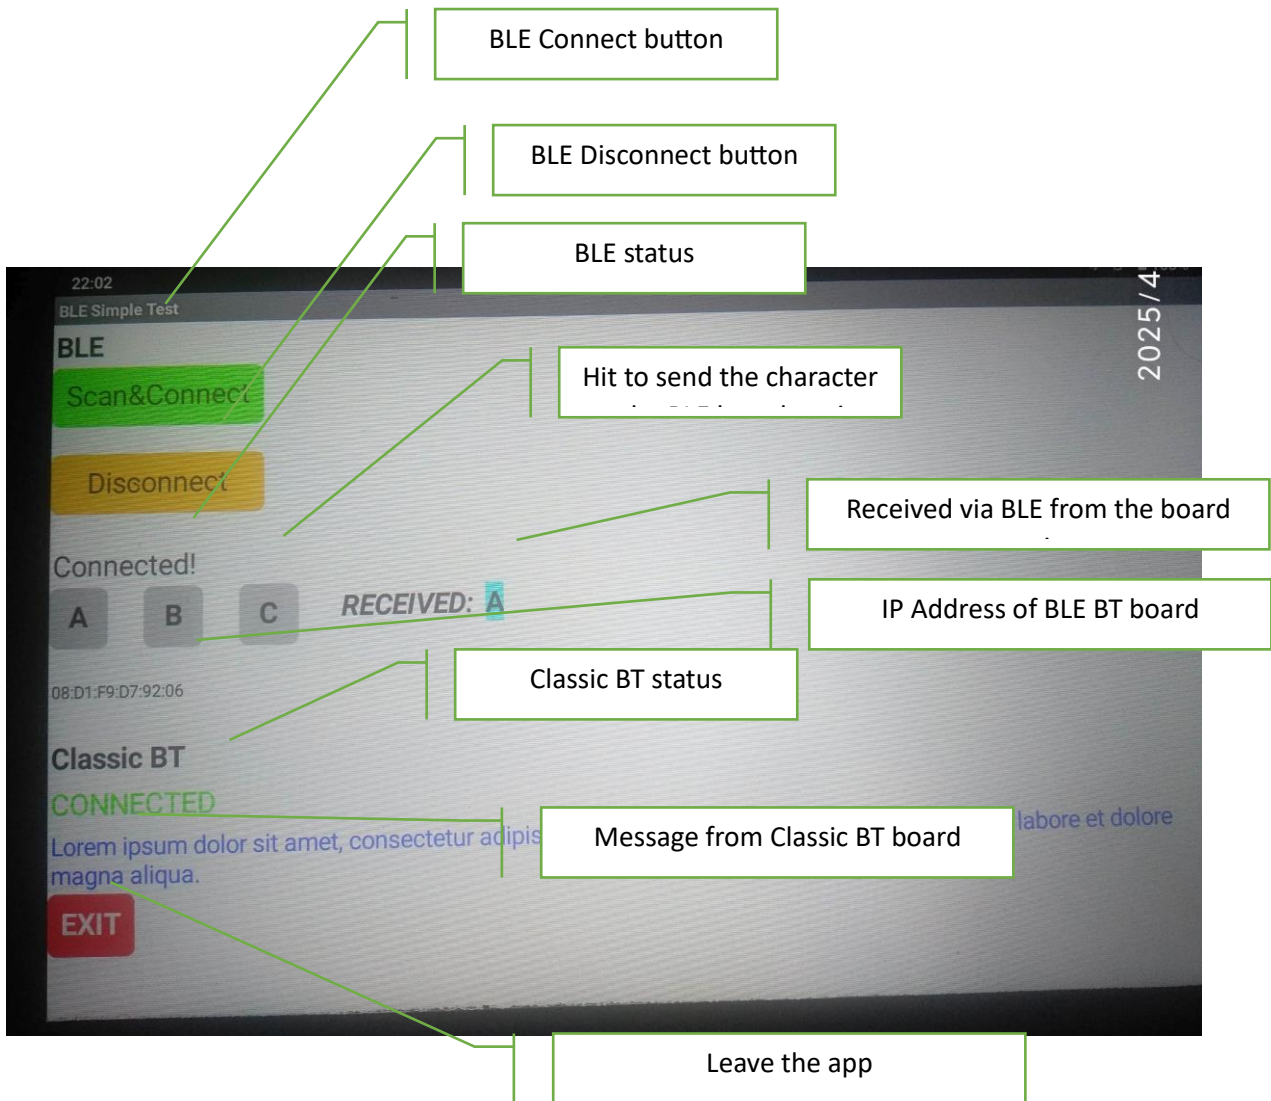 BLE Connect button
BLE Disconnect button
BLE status
22:02
BLE Simple Test
2025/4
BLE
Scan&Connect
Hit to send the character
Disconnect
Received via BLE from the board
Connected!
A B C RECEIVED: A
IP Address of BLE BT board
Classic BT status
08:D1:F9:D7:92:06
Classic BT
CONNECTED
Message from Classic BT board
Lorem ipsum dolor sit amet, consectetur adipis labore et dolore
magna aliqua.
EXIT
Leave the app